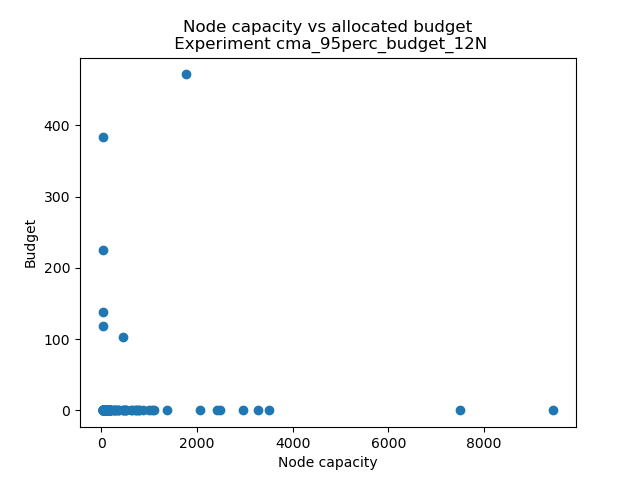 Node capacity vs allocated budget
Experiment cma_95perc_budget_12N
400
300
200
100
0
Budget
0 2000 4000 6000 8000
Node capacity